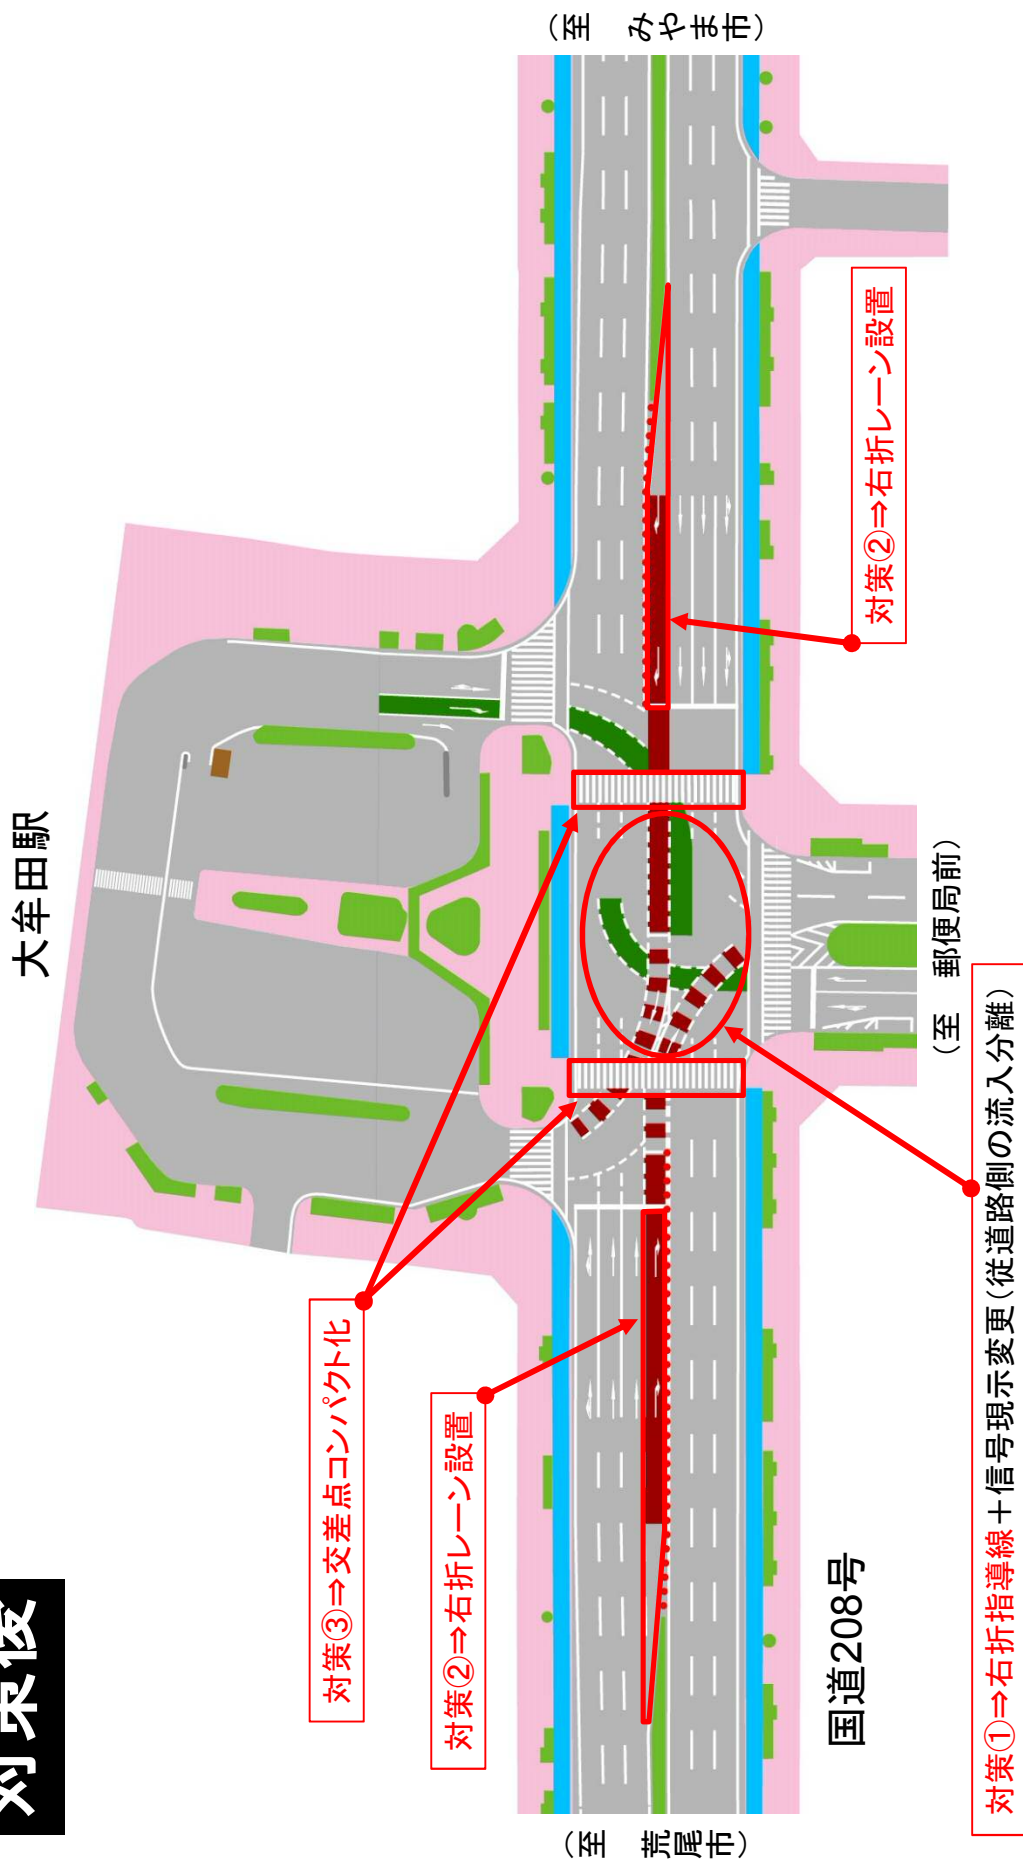 対策後
大牟田駅
(至 みやま市)
対策②⇒右折レーン設置
対策③⇒交差点コンパクト化
対策②⇒右折レーン設置
(至 郵便局前)
国道208号
(至 荒尾市)
対策①⇒右折指導線+信号現示変更(従道路側の流入分離)